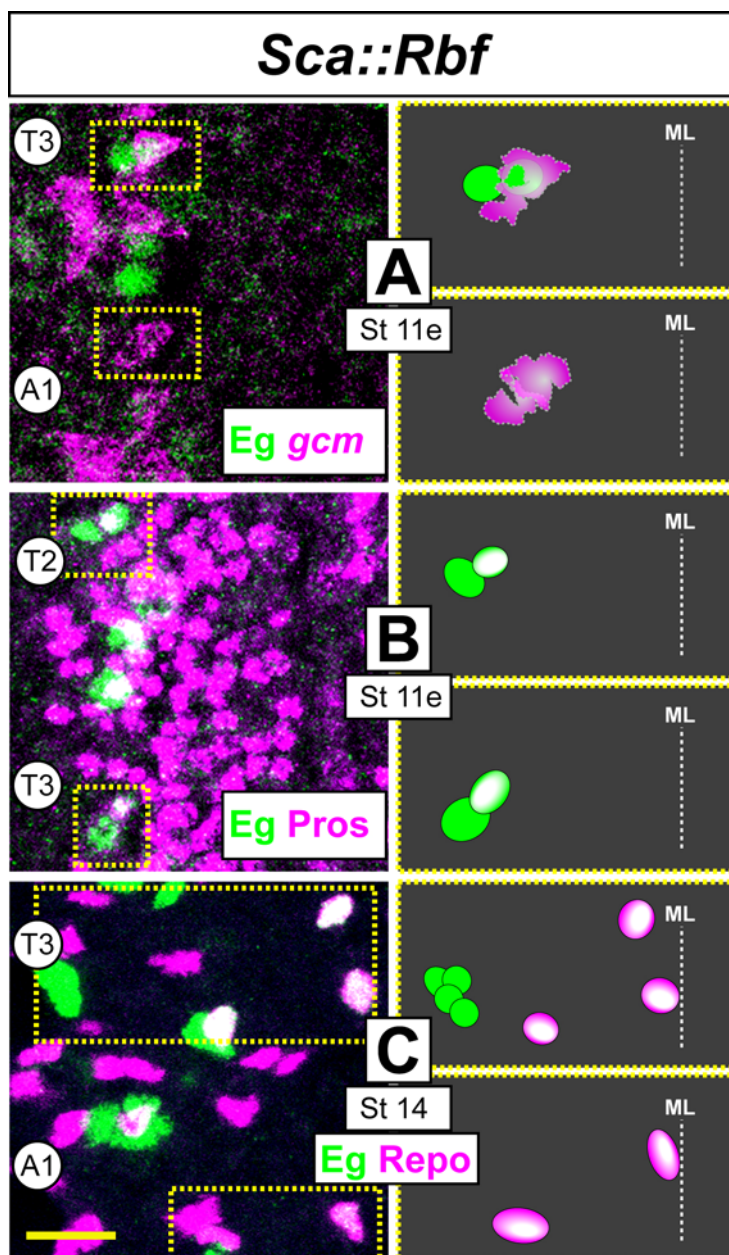 Sca::Rbf
T3
A1
Eg gcm
A
St 11e
ML
ML
T2
T3
Eg Pros
B
St 11e
ML
ML
T3
A1
C
St 14
Eg Repo
ML
ML